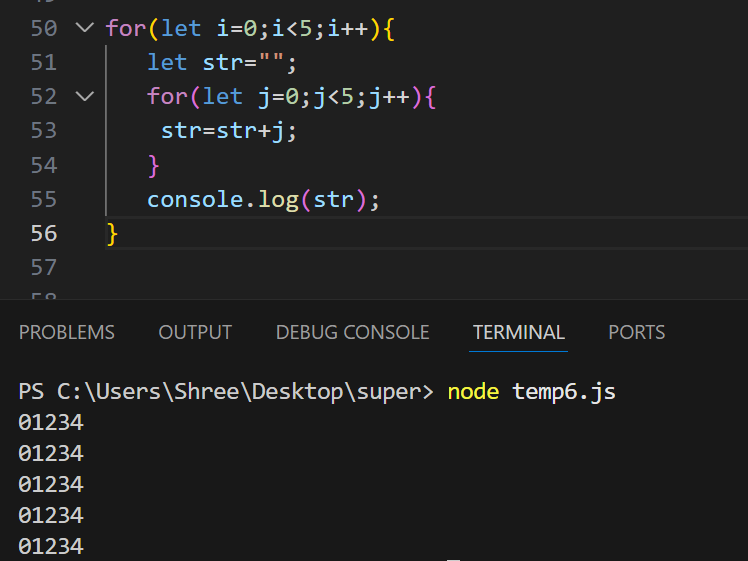 50 for(let i=0;i<5;i++){
51 let str="";
52 for(let j=0;j<5;j++){
53 str=str+j;
54 }
55 console.log(str);
56 }
57
PROBLEMS OUTPUT DEBUG CONSOLE TERMINAL PORTS
PS C:\Users\Shree\Desktop\super> node temp6.js
01234
01234
01234
01234
01234